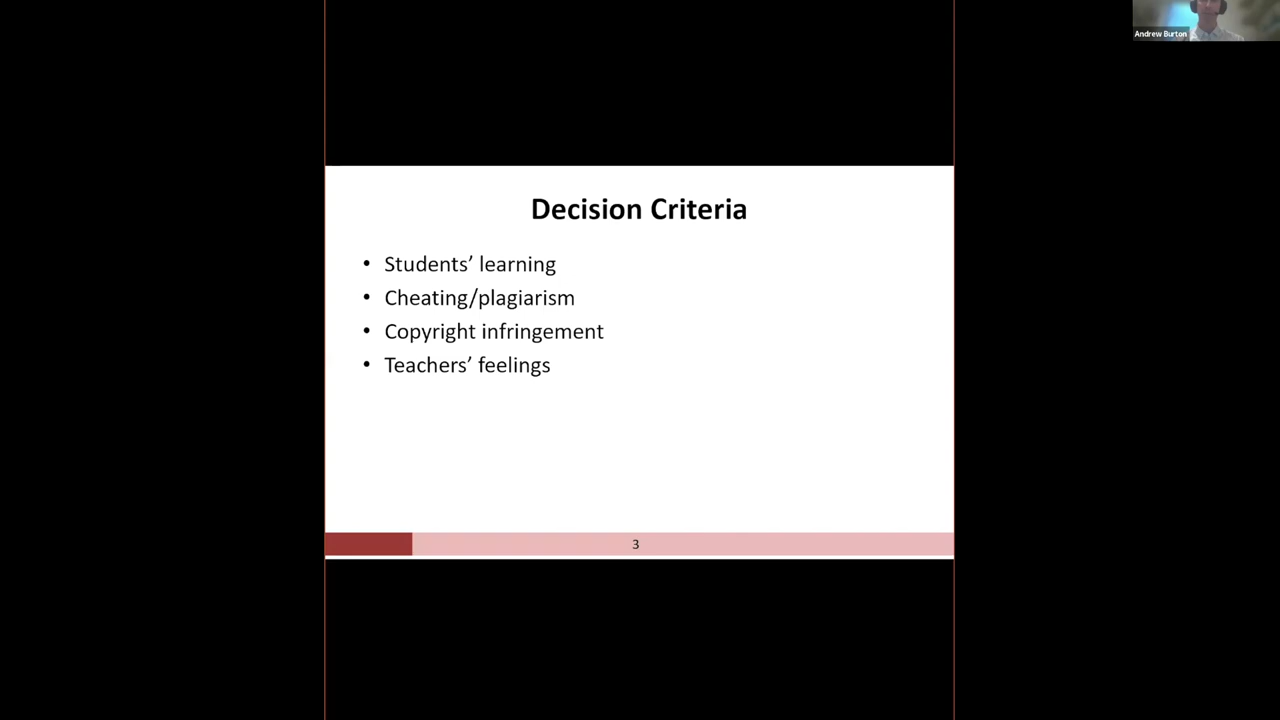 Andrew Burton
Decision Criteria
• Students’ learning
• Cheating/plagiarism
• Copyright infringement
• Teachers’ feelings
3